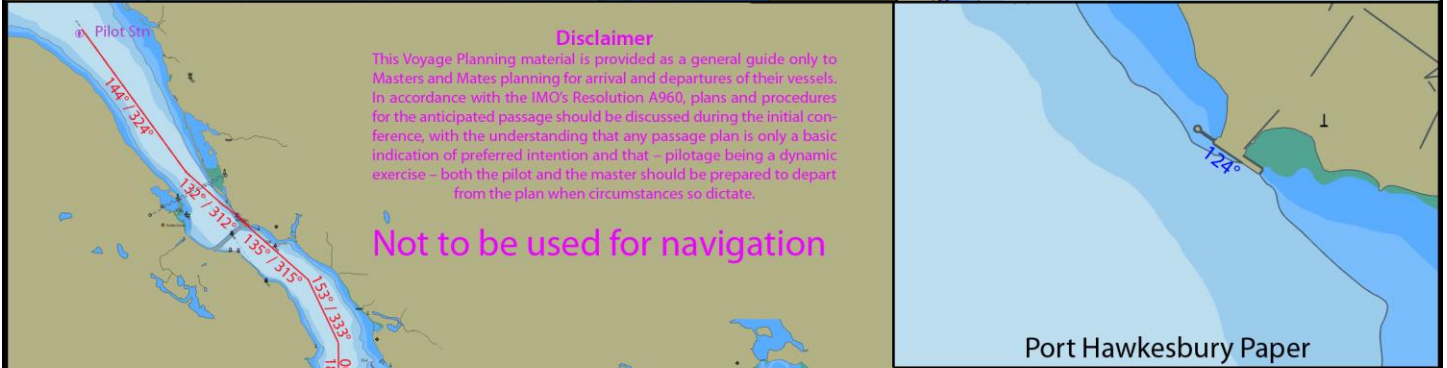 Pilot Stn
144° / 324°
132° / 312°
135° / 315°
153° / 333°
Disclaimer
This Voyage Planning material is provided as a general guide only to
Masters and Mates planning for arrival and departures of their vessels.
In accordance with the IMO's Resolution A960, plans and procedures
for the anticipated passage should be discussed during the initial con-
ference, with the understanding that any passage plan is only a basic
indication of preferred intention and that – pilotage being a dynamic
exercise – both the pilot and the master should be prepared to depart
from the plan when circumstances so dictate.
Not to be used for navigation
124°
Port Hawkesbury Paper